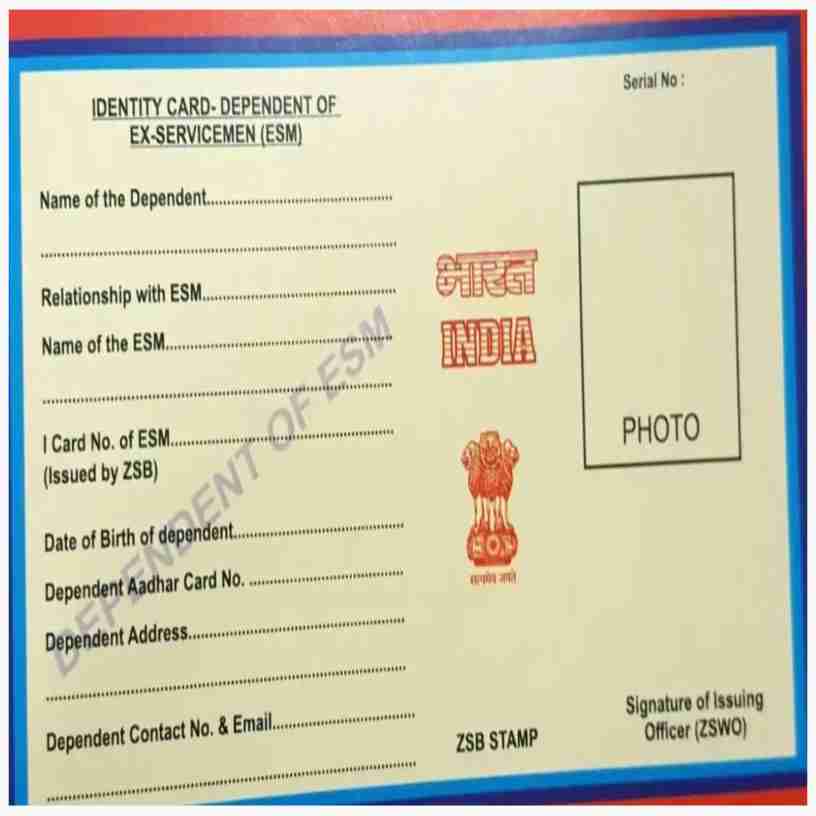 Serial No :
IDENTITY CARD- DEPENDENT OF
EX-SERVICEMEN (ESM)
Name of the Dependent
Relationship with ESM
Name of the ESM
I Card No. of ESM
(Issued by ZSB)
Date of Birth of dependent
Dependent Aadhar Card No.
Dependent Address
Dependent Contact No. & Email
DEPENDENT OF ESM
भारत
INDIA
सत्यमेव जयते
ZSB STAMP
PHOTO
Signature of Issuing
Officer (ZSWO)